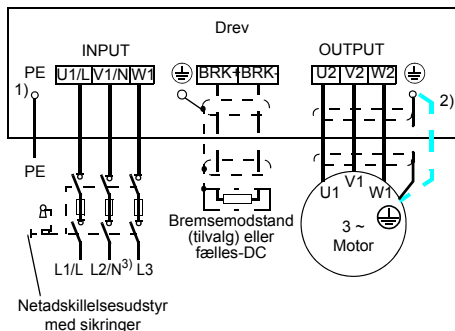 Drev
INPUT
OUTPUT
PE
U1/L V1/N W1
BRK+ BRK-
U2 V2 W2
1)
2)
PE
U1
V1
W1
3 ~
Motor
Bremsemodstand
(tilvalg) eller
fælles-DC
L1/L
L2/N3)
L3
Netadskillelsesudstyr
med sikringer